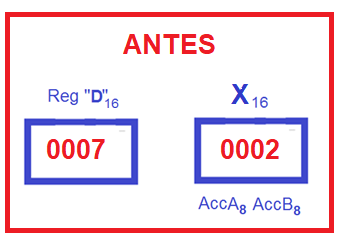 ANTES
Reg "D"16 X16
0007 0002
AccA8 AccB8